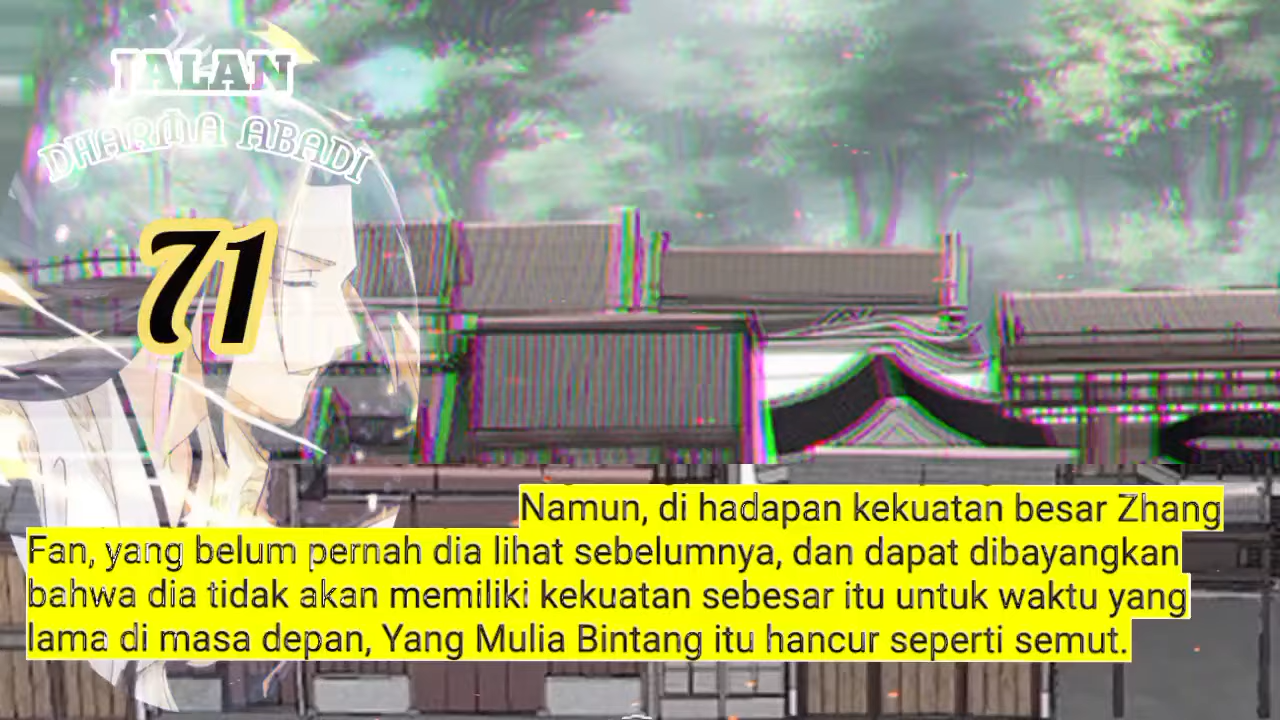 JALAN
DHARMA ABADI
71
Namun, di hadapan kekuatan besar Zhang
Fan, yang belum pernah dia lihat sebelumnya, dan dapat dibayangkan
bahwa dia tidak akan memiliki kekuatan sebesar itu untuk waktu yang
lama di masa depan, Yang Mulia Bintang itu hancur seperti semut.